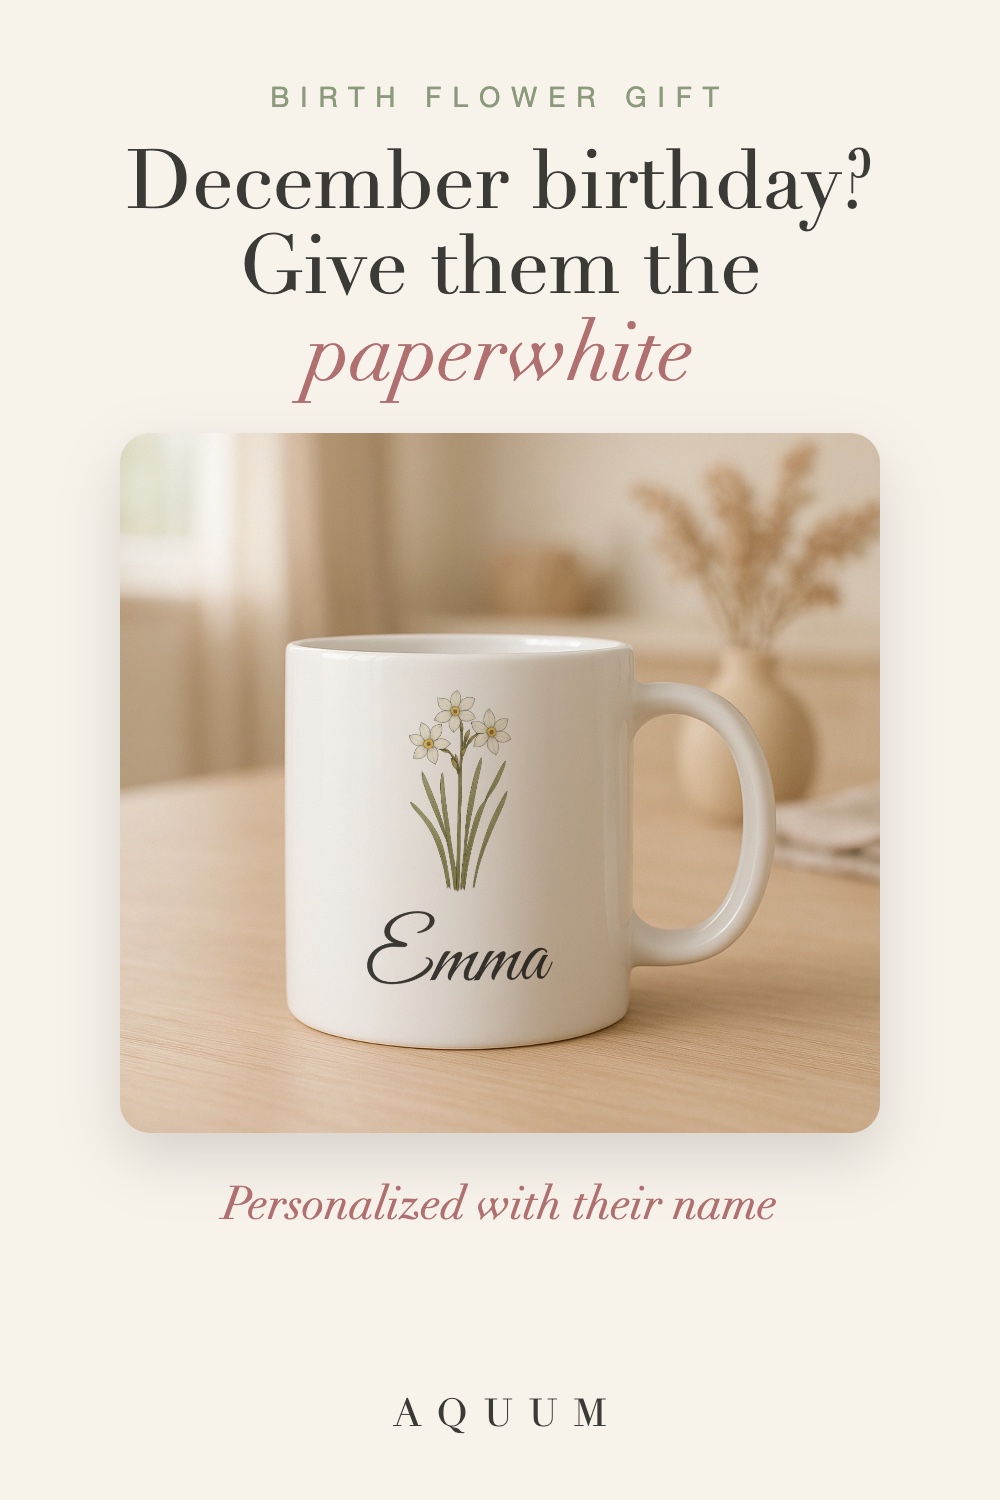 BIRTH FLOWER GIFT
December birthday?
Give them the
paperwhite
Emma
Personalized with their name
AQUUM